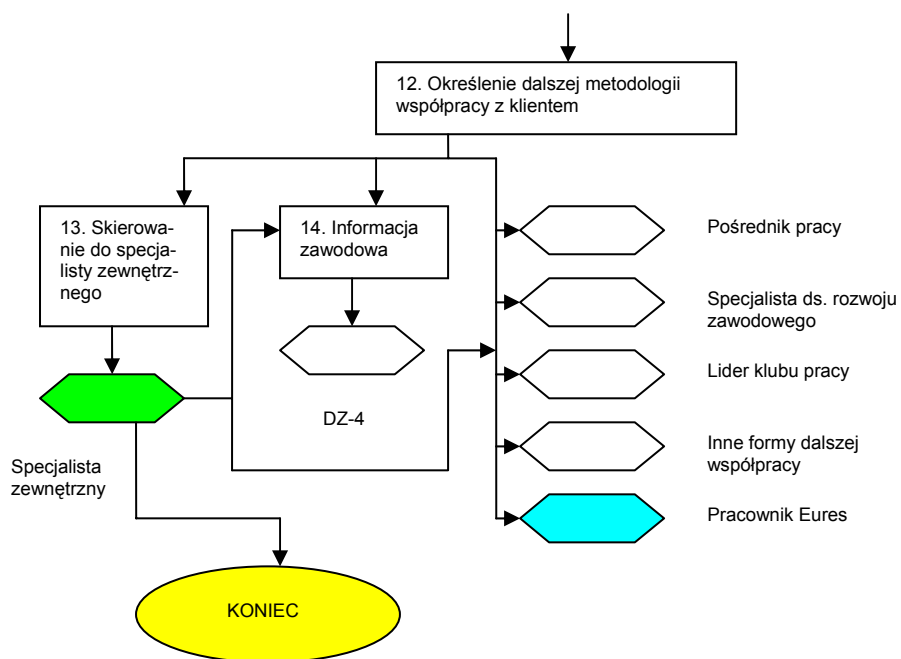 12. Określenie dalszej metodologii
współpracy z klientem
13. Skierowa-
nie do specja-
listy zewnętrz-
nego
14. Informacja
zawodowa
Pośrednik pracy
Specjalista ds. rozwoju
zawodowego
Lider klubu pracy
DZ-4
Inne formy dalszej
współpracy
Specjalista
zewnętrzny
Pracownik Eures
KONIEC